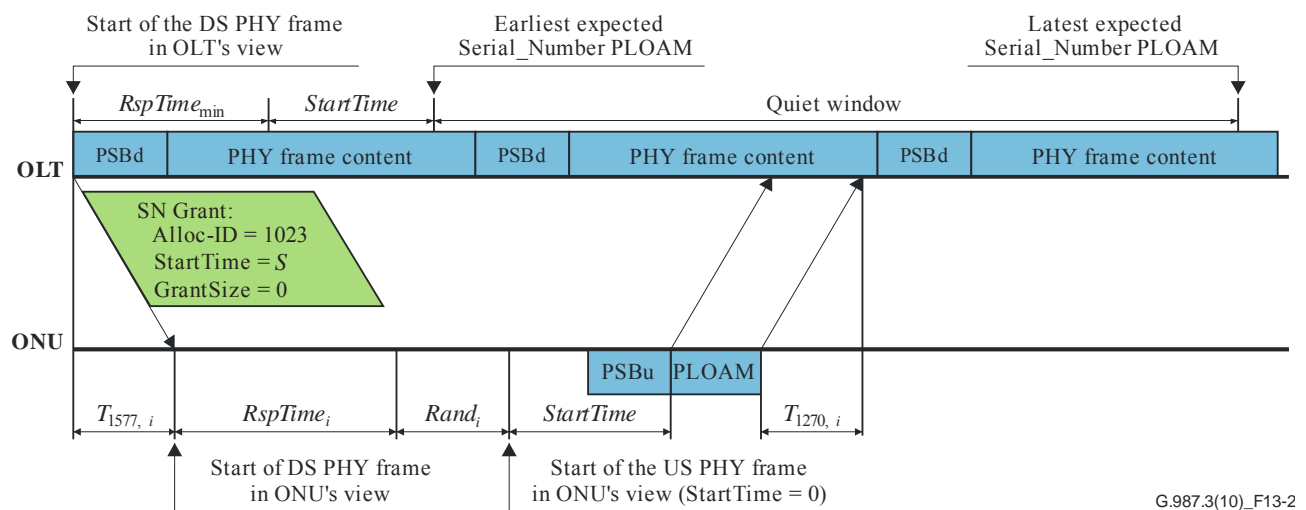 Start of the DS PHY frame
in OLT's view
Earliest expected
Serial_Number PLOAM
Latest expected
Serial_Number PLOAM
RspTimemin
StartTime
Quiet window
OLT
PSBd
PHY frame content
PSBd
PHY frame content
PSBd
PHY frame content
SN Grant:
Alloc-ID = 1023
StartTime = S
GrantSize = 0
ONU
PSBu
PLOAM
T1577, i
RspTimei
Randi
StartTime
T1270, i
Start of DS PHY frame
in ONU's view
Start of the US PHY frame
in ONU's view (StartTime = 0)
G.987.3(10)_F13-2